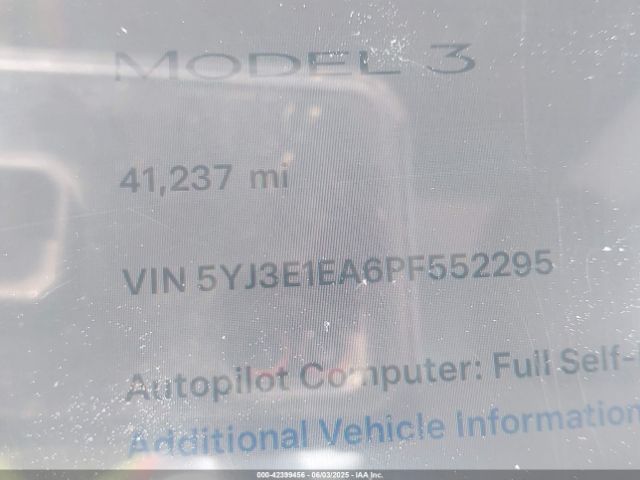 MODEL 3
41,237 mi
VIN 5YJ3E1EA6PF552295
Autopilot Computer: Full Self-
Additional Vehicle Information
000-42399456 - 06/03/2025 - IAA Inc.